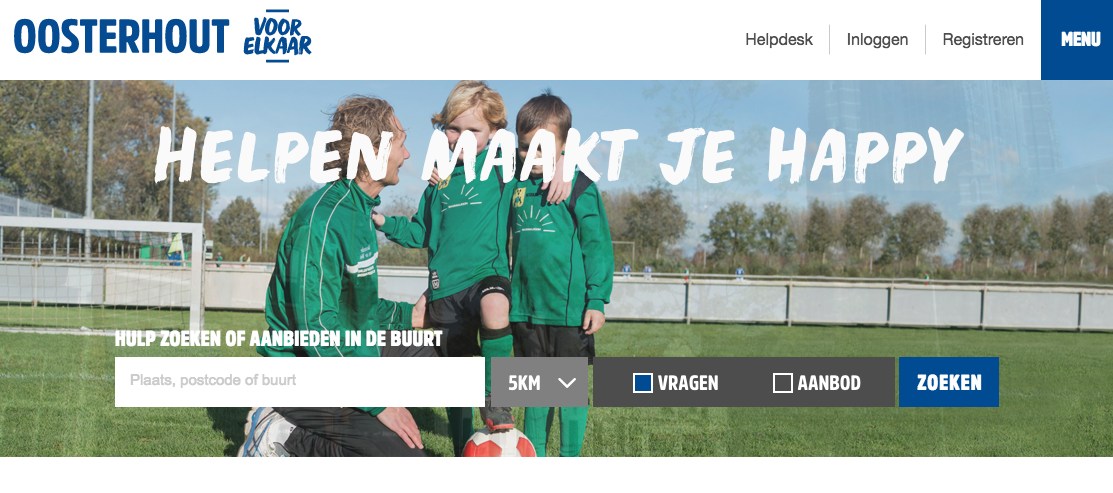 OOSTERHOUT
VOOR
ELKAAR
Helpdesk
Inloggen
Registreren
MENU
HELPEN MAAKT JE HAPPY
HULP ZOEKEN OF AANBIEDEN IN DE BUURT
Plaats, postcode of buurt
5KM
VRAGEN
AANBOD
ZOEKEN